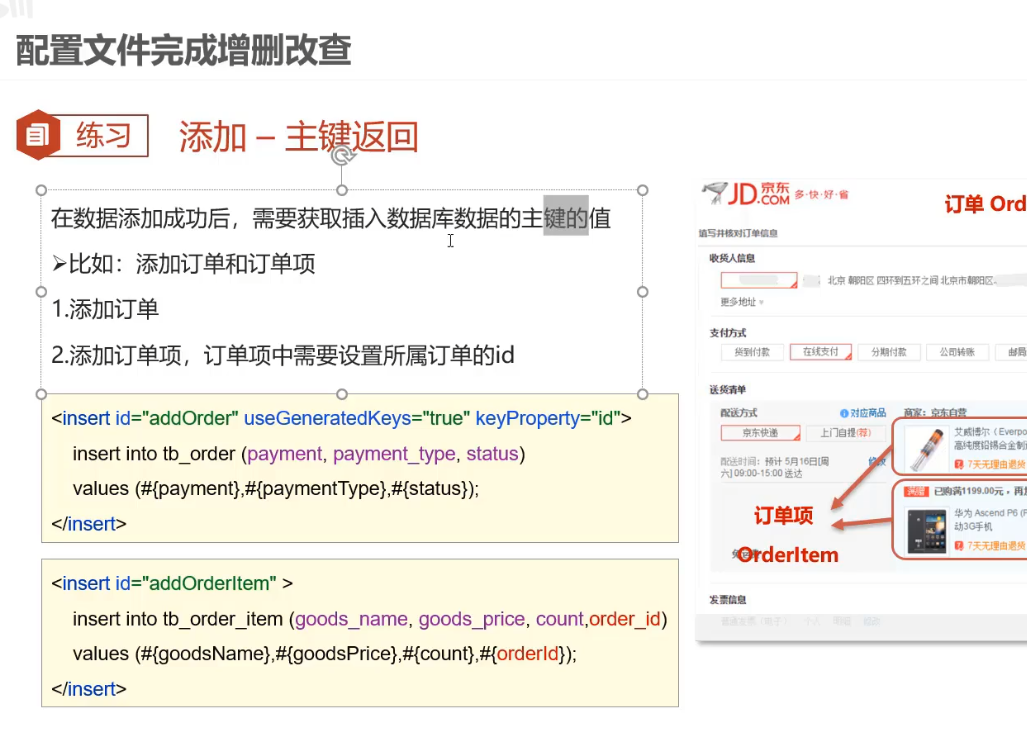 配置文件完成增删改查
练习
添加 – 主键返回
在数据添加成功后，需要获取插入数据库数据的主键的值
➢比如：添加订单和订单项
1.添加订单
2.添加订单项，订单项中需要设置所属订单的id
<insert id="addOrder" useGeneratedKeys="true" keyProperty="id">
insert into tb_order (payment, payment_type, status)
values (#{payment},#{paymentType},#{status});
</insert>
<insert id="addOrderItem" >
insert into tb_order_item (goods_name, goods_price, count,order_id)
values (#{goodsName},#{goodsPrice},#{count},#{orderId});
</insert>
JD.COM 京东 多·快·好·省
订单 Ord
填写并核对订单信息
收货人信息
北京 朝阳区 四环到五环之间 北京市朝阳区
更多地址
支付方式
货到付款 在线支付 分期付款 公司转账 邮局
送货清单
配送方式 对应商品 商家：京东自营
京东快递 上门自提(荐)
配送时间：预计 5月16日[周六] 09:00-15:00 送达
艾威博尔（Everpo
高纯度铅锡合金制
7天无理由退货
已购满1199.00元，再
华为 Ascend P6 (F
动3G手机
7天无理由退货
订单项
OrderItem
发票信息